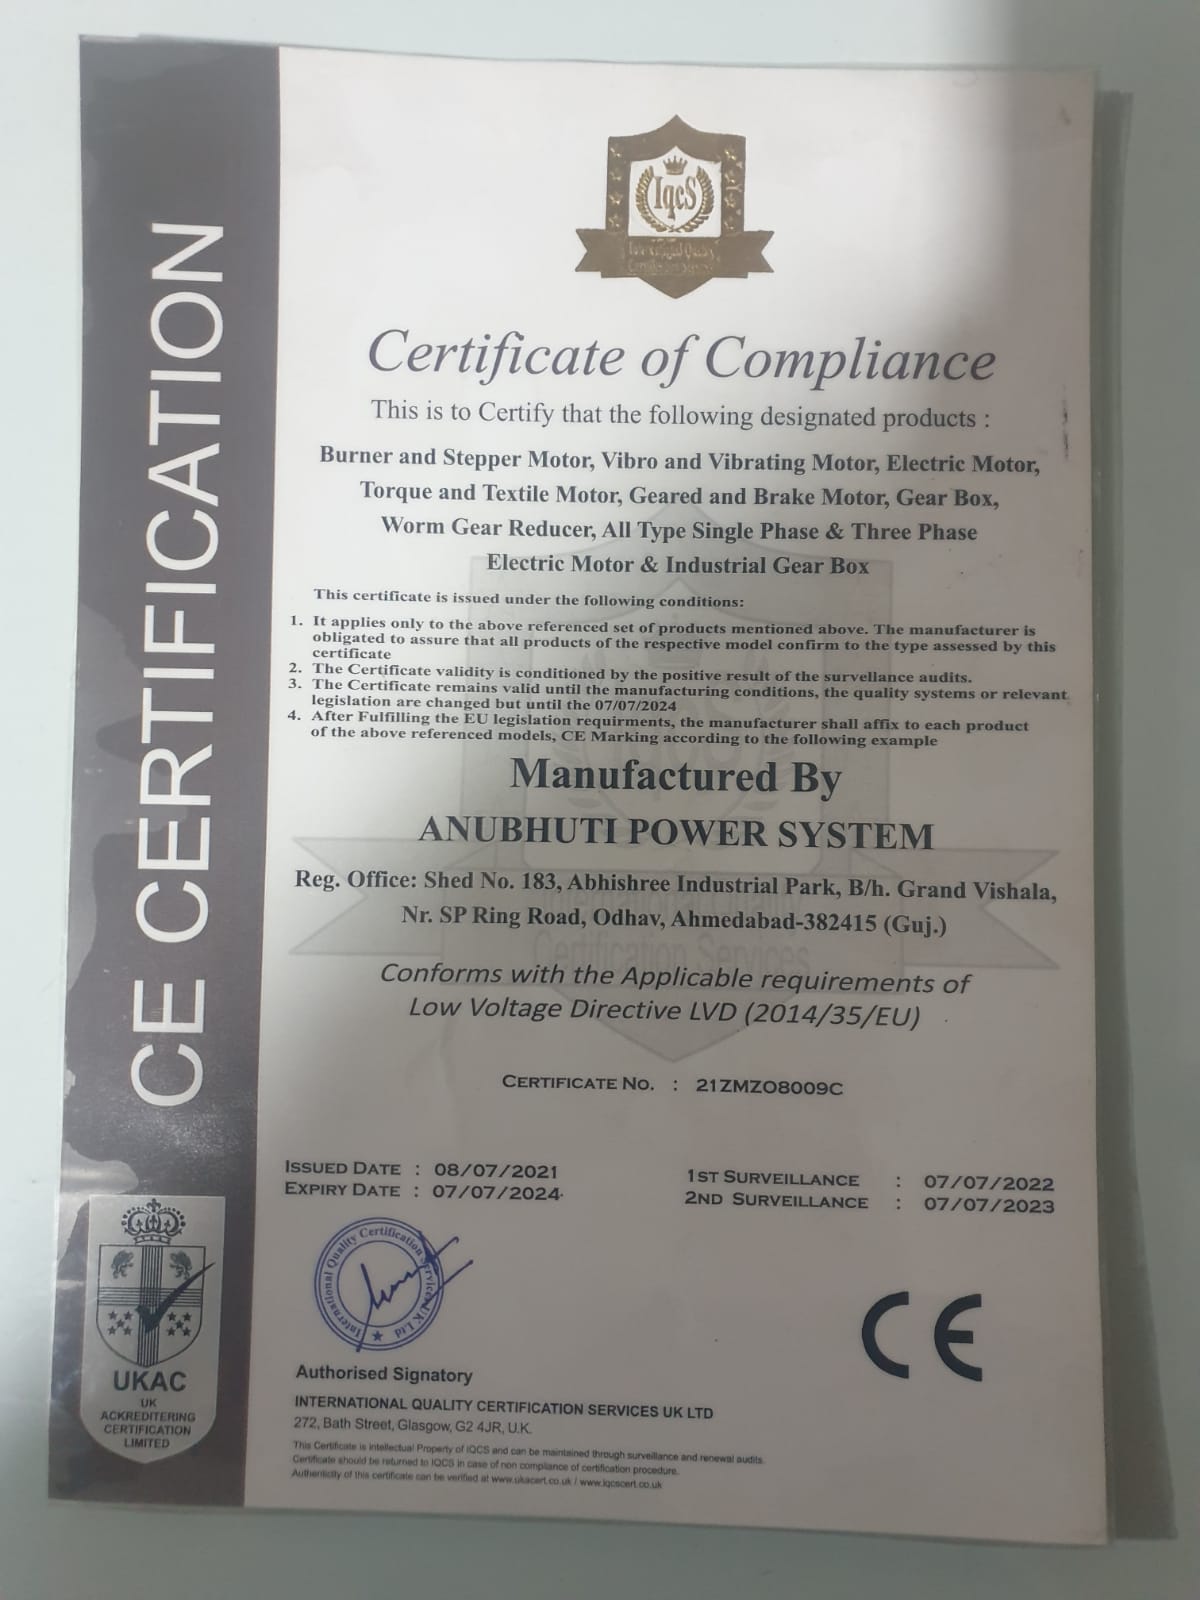 IqcS
Certificate of Compliance
This is to Certify that the following designated products :
Burner and Stepper Motor, Vibro and Vibrating Motor, Electric Motor,
Torque and Textile Motor, Geared and Brake Motor, Gear Box,
Worm Gear Reducer, All Type Single Phase & Three Phase
Electric Motor & Industrial Gear Box
This certificate is issued under the following conditions:
1. It applies only to the above referenced set of products mentioned above. The manufacturer is
obligated to assure that all products of the respective model confirm to the type assessed by this
certificate
2. The Certificate validity is conditioned by the positive result of the survellance audits.
3. The Certificate remains valid until the manufacturing conditions, the quality systems or relevant
legislation are changed but until the 07/07/2024
4. After Fulfilling the EU legislation requirments, the manufacturer shall affix to each product
of the above referenced models, CE Marking according to the following example
Manufactured By
ANUBHUTI POWER SYSTEM
Reg. Office: Shed No. 183, Abhishree Industrial Park, B/h. Grand Vishala,
Nr. SP Ring Road, Odhav, Ahmedabad-382415 (Guj.)
Certification Services
Conforms with the Applicable requirements of
Low Voltage Directive LVD (2014/35/EU)
CERTIFICATE NO. : 21ZMZO8009C
ISSUED DATE : 08/07/2021
EXPIRY DATE : 07/07/2024
1ST SURVEILLANCE : 07/07/2022
2ND SURVEILLANCE : 07/07/2023
International Quality Certification Services UK Ltd
CE
Authorised Signatory
INTERNATIONAL QUALITY CERTIFICATION SERVICES UK LTD
272, Bath Street, Glasgow, G2 4JR, U.K.
This Certificate is Intellectual Property of IQCS and can be maintained through surveillance and renewal audits.
Certificate should be returned to IQCS in case of non compliance of certification procedure.
Authenticity of this certificate can be verified at www.ukacert.co.uk / www.iqcscert.co.uk
CE CERTIFICATION
UKAC
UK
ACKREDITERING
CERTIFICATION
LIMITED